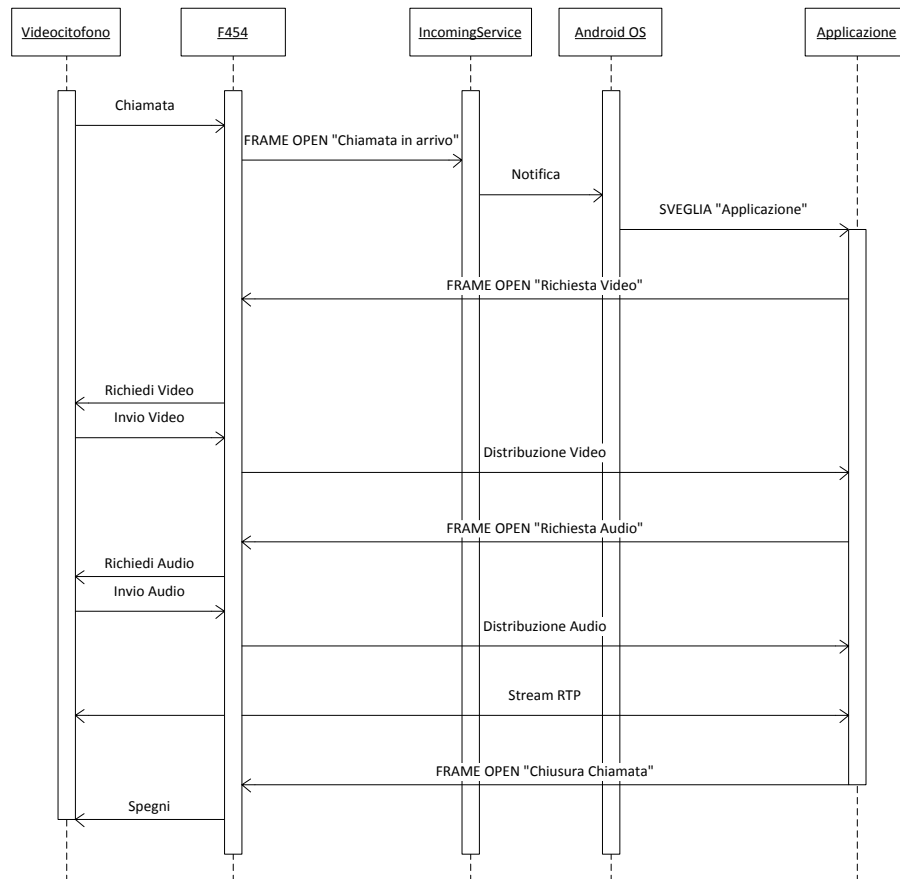 Videocitofono
F454
IncomingService
Android OS
Applicazione
Chiamata
FRAME OPEN "Chiamata in arrivo"
Notifica
SVEGLIA "Applicazione"
FRAME OPEN "Richiesta Video"
Richiedi Video
Invio Video
Distribuzione Video
FRAME OPEN "Richiesta Audio"
Richiedi Audio
Invio Audio
Distribuzione Audio
Stream RTP
FRAME OPEN "Chiusura Chiamata"
Spegni